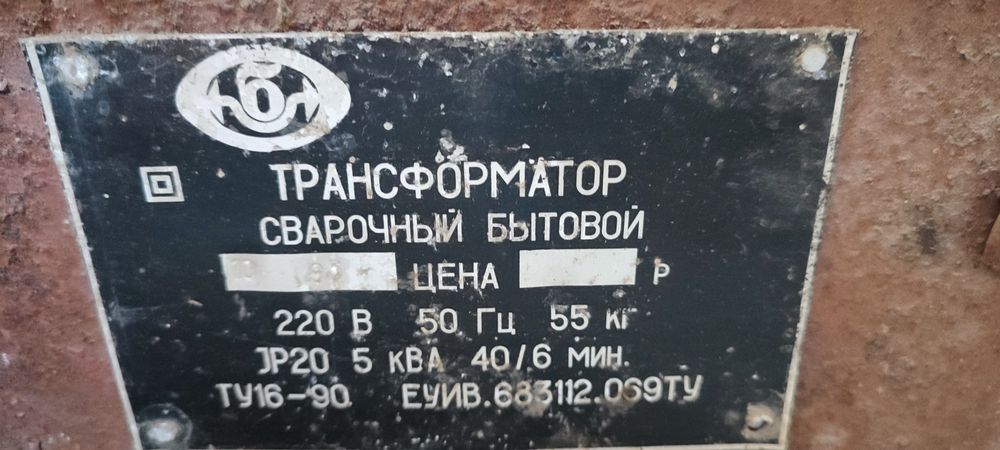 б
ТРАНСФОРМАТОР
СВАРОЧНЫЙ БЫТОВОЙ
ЦЕНА Р
220 В 50 Гц 55 кг
JP20 5 кВА 40/6 мин.
ТУ16-90 ЕУИВ.683112.069ТУ